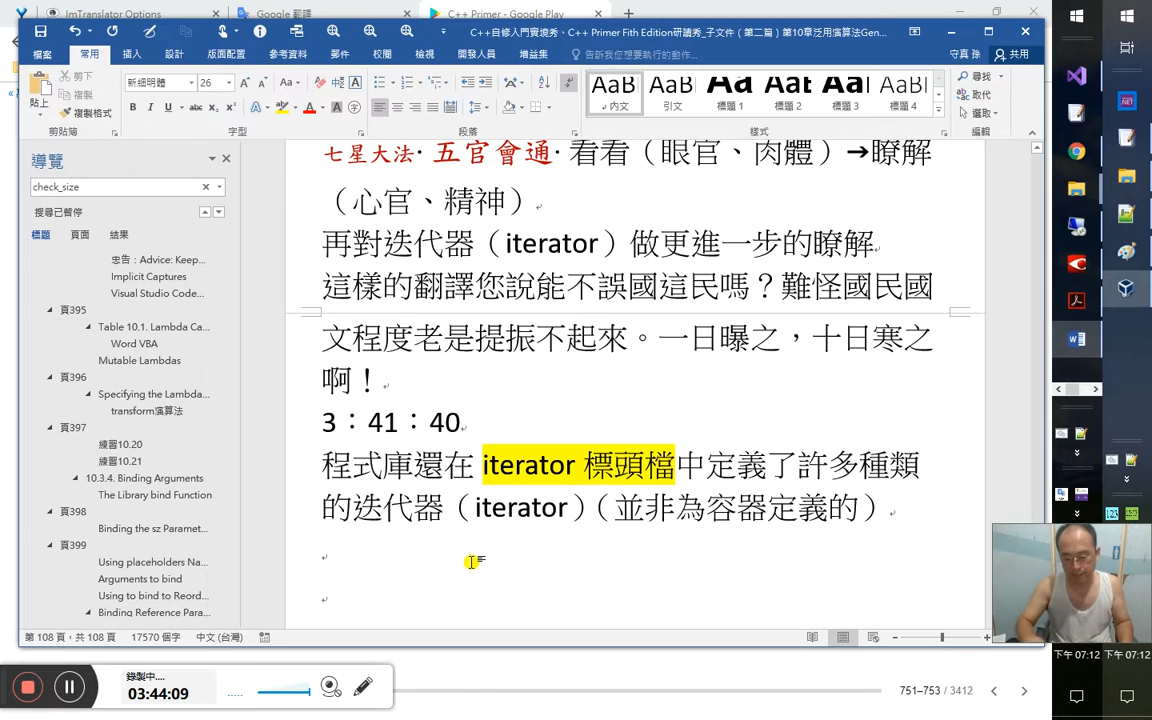 ImTranslator Options
Google 翻譯
C++ Primer - Google Play
C++自修入門實境秀、C++ Primer Fifth Edition研讀秀_子文件（第二篇）第10章泛用演算法Gen...
檔案
常用
插入
設計
版面配置
參考資料
郵件
校閱
檢視
開發人員
增益集
告訴我您想要執行的動作...
守真 孫
共用
貼上
剪下
複製
複製格式
剪貼簿
新細明體
26
字型
段落
AaB
內文
AaB
引文
Aa
標題 1
Aat
標題 2
Aal
標題 3
AaB
標題 4
樣式
尋找
取代
選取
編輯
導覽
check_size
搜尋已暫停
標題
頁面
結果
忠告：Advice: Keep...
Implicit Captures
Visual Studio Code...
頁395
Table 10.1. Lambda Ca...
Word VBA
Mutable Lambdas
頁396
Specifying the Lambda...
transform演算法
頁397
練習10.20
練習10.21
10.3.4. Binding Arguments
The Library bind Function
頁398
Binding the sz Paramet...
頁399
Using placeholders Na...
Arguments to bind
Using to bind to Reord...
Binding Reference Para...
七星大法·五官會通·看看（眼官、肉體）→瞭解
（心官、精神）
再對迭代器（iterator）做更進一步的瞭解
這樣的翻譯您說能不誤國這民嗎？難怪國民國
文程度老是提振不起來。一日曝之，十日寒之
啊！
3：41：40
程式庫還在 iterator 標頭檔中定義了許多種類
的迭代器（iterator）（並非為容器定義的）
第 108 頁，共 108 頁
17570 個字
中文 (台灣)
錄製中...
03:44:09
751–753 / 3412
下午 07:12
下午 07:12